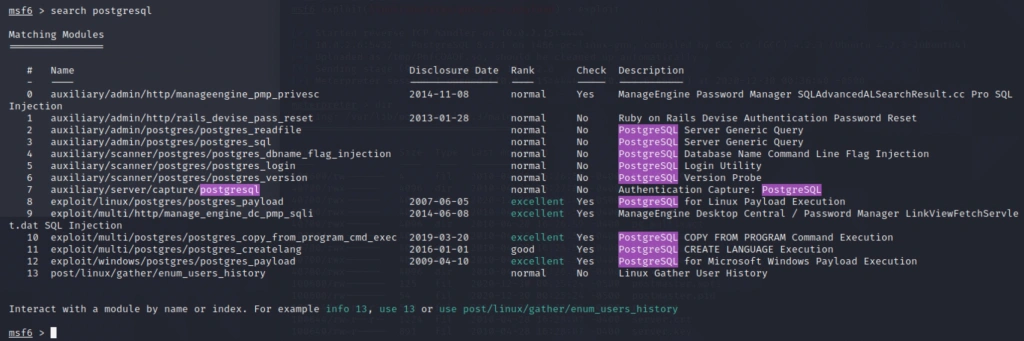 msf6 > search postgresql
Matching Modules
================
#   Name                                                        Disclosure Date  Rank       Check  Description
-   ----                                                        ---------------  ----       -----  -----------
0   auxiliary/admin/http/manageengine_pmp_privesc               2014-11-08       normal     Yes    ManageEngine Password Manager SQLAdvancedALSearchResult.cc Pro SQL
Injection
1   auxiliary/admin/http/rails_devise_pass_reset                2013-01-28       normal     No     Ruby on Rails Devise Authentication Password Reset
2   auxiliary/admin/postgres/postgres_readfile                                   normal     No     PostgreSQL Server Generic Query
3   auxiliary/admin/postgres/postgres_sql                                        normal     No     PostgreSQL Server Generic Query
4   auxiliary/scanner/postgres/postgres_dbname_flag_injection                    normal     No     PostgreSQL Database Name Command Line Flag Injection
5   auxiliary/scanner/postgres/postgres_login                                    normal     No     PostgreSQL Login Utility
6   auxiliary/scanner/postgres/postgres_version                                  normal     No     PostgreSQL Version Probe
7   auxiliary/server/capture/postgresql                                          normal     No     Authentication Capture: PostgreSQL
8   exploit/linux/postgres/postgres_payload                     2007-06-05       excellent  Yes    PostgreSQL for Linux Payload Execution
9   exploit/multi/http/manage_engine_dc_pmp_sqli                2014-06-08       excellent  Yes    ManageEngine Desktop Central / Password Manager LinkViewFetchServle
t.dat SQL Injection
10  exploit/multi/postgres/postgres_copy_from_program_cmd_exec  2019-03-20       excellent  Yes    PostgreSQL COPY FROM PROGRAM Command Execution
11  exploit/multi/postgres/postgres_createlang                  2016-01-01       good       Yes    PostgreSQL CREATE LANGUAGE Execution
12  exploit/windows/postgres/postgres_payload                   2009-04-10       excellent  Yes    PostgreSQL for Microsoft Windows Payload Execution
13  post/linux/gather/enum_users_history                                         normal     No     Linux Gather User History
Interact with a module by name or index. For example info 13, use 13 or use post/linux/gather/enum_users_history
msf6 >